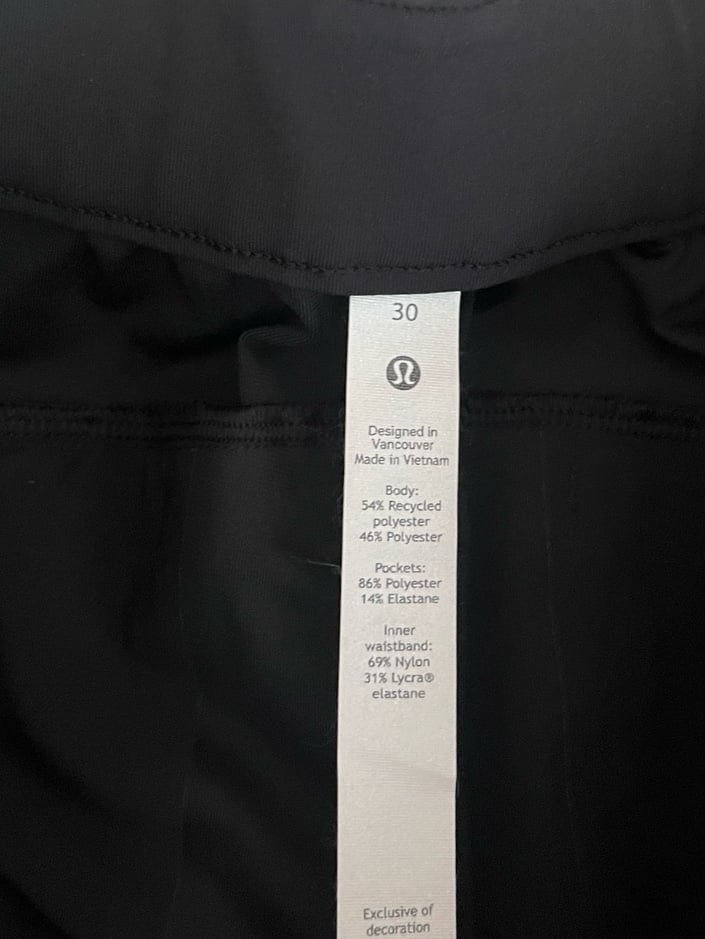 30
Designed in
Vancouver
Made in Vietnam
Body:
54% Recycled
polyester
46% Polyester
Pockets:
86% Polyester
14% Elastane
Inner
waistband:
69% Nylon
31% Lycra®
elastane
Exclusive of
decoration